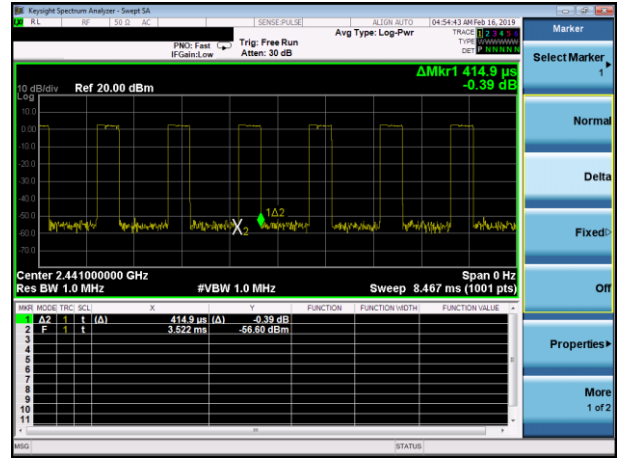 Keysight Spectrum Analyzer - Swept SA
RL RF 50 Ω AC SENSE:PULSE ALIGN AUTO 04:54:43 AM Feb 16, 2019
Avg Type: Log-Pwr TRACE 1 2 3 4 5 6
PNO: Fast Trig: Free Run TYPE WWWWWW
IFGain:Low Atten: 30 dB DET P N N N N N
ΔMkr1 414.9 µs
10 dB/div Ref 20.00 dBm -0.39 dB
Log
10.0
0.00
-10.0
-20.0
-30.0
-40.0
-50.0
1Δ2
-60.0
X2
-70.0
Center 2.441000000 GHz Span 0 Hz
Res BW 1.0 MHz #VBW 1.0 MHz Sweep 8.467 ms (1001 pts)
MKR MODE TRC SCL X Y FUNCTION FUNCTION WIDTH FUNCTION VALUE
1 Δ2 1 t (Δ) 414.9 µs (Δ) -0.39 dB
2 F 1 t 3.522 ms -56.60 dBm
3
4
5
6
7
8
9
10
11
MSG STATUS
Marker
Select Marker
1
Normal
Delta
Fixed
Off
Properties
More
1 of 2